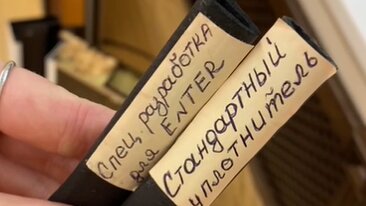 Спец. разработка
для ENTER
Стандартный
уплотнитель